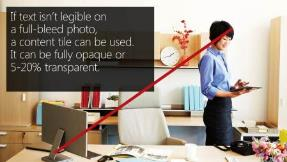 If text isn't legible on
a full-bleed photo,
a content tile can be used.
It can be fully opaque or
5-20% transparent.